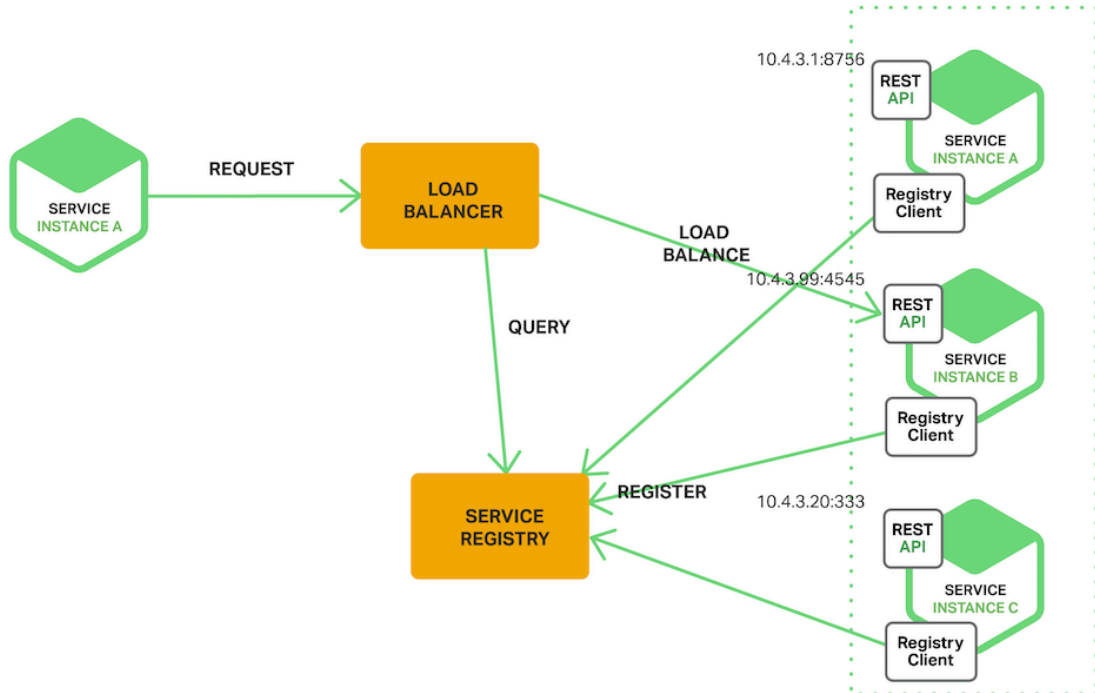 10.4.3.1:8756
REST
API
SERVICE
INSTANCE A
Registry
Client
SERVICE
INSTANCE A
REQUEST
LOAD
BALANCER
LOAD
BALANCE
10.4.3.99:4545
REST
API
SERVICE
INSTANCE B
Registry
Client
QUERY
SERVICE
REGISTRY
REGISTER
10.4.3.20:333
REST
API
SERVICE
INSTANCE C
Registry
Client